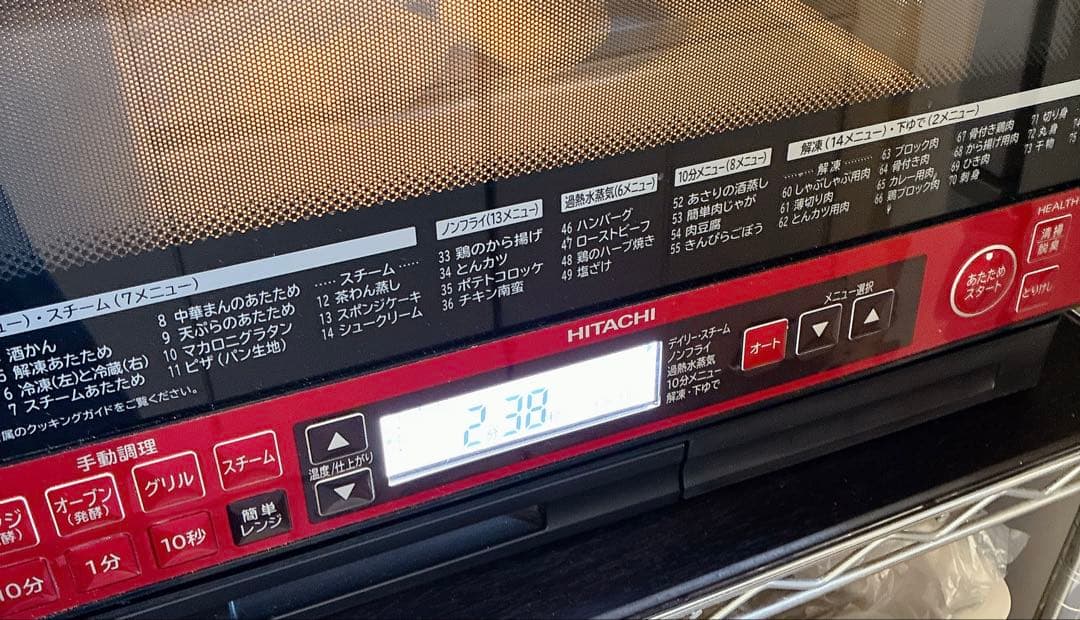 ュー)・スチーム(7メニュー)
酒かん
解凍あたため
6 冷凍(左)と冷蔵(右)
7 スチームあたため
属のクッキングガイドをご覧ください。
8 中華まんのあたため
9 天ぷらのあたため
10 マカロニグラタン
11 ピザ(パン生地)
スチーム
12 茶わん蒸し
13 スポンジケーキ
14 シュークリーム
ノンフライ(13メニュー)
33 鶏のから揚げ
34 とんカツ
35 ポテトコロッケ
36 チキン南蛮
過熱水蒸気(6メニュー)
46 ハンバーグ
47 ローストビーフ
48 鶏のハーブ焼き
49 塩ざけ
10分メニュー(8メニュー)
52 あさりの酒蒸し
53 簡単肉じゃが
54 肉豆腐
55 きんぴらごぼう
解凍(14メニュー)・下ゆで(2メニュー)
解凍
60 しゃぶしゃぶ用肉
61 薄切り肉
62 とんカツ用肉
63 ブロック肉
64 骨付き肉
65 カレー用肉
66 鶏ブロック肉
67 骨付き鶏肉
68 から揚げ用肉
69 ひき肉
70 刺身
71 切り身
72 丸身
73 干物
HITACHI
HEALTH
清掃
脱臭
あたため
スタート
とりけし
メニュー選択
オート
▼
▲
デイリー・スチーム
ノンフライ
過熱水蒸気
10分メニュー
解凍・下ゆで
2分38秒
▲
温度/仕上がり
▼
手動調理
オーブン
(発酵)
グリル
スチーム
10分
1分
10秒
簡単
レンジ